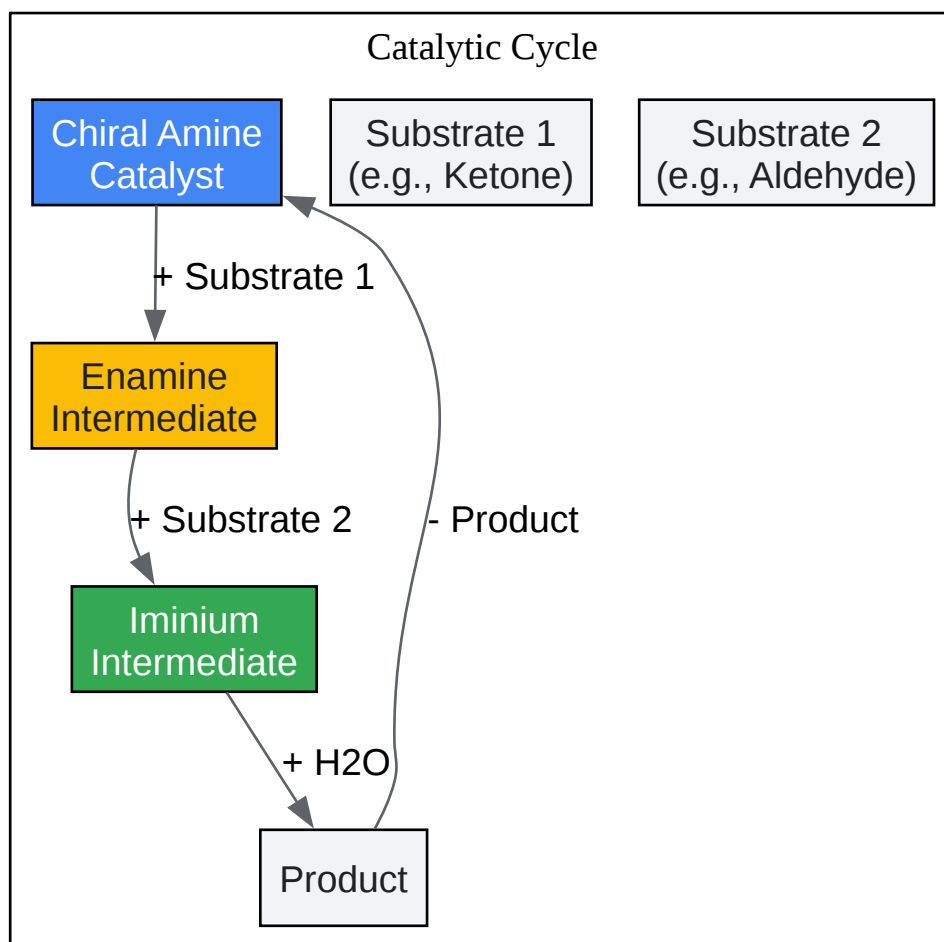 Catalytic Cycle
Chiral Amine
Catalyst
Substrate 1
(e.g., Ketone)
Substrate 2
(e.g., Aldehyde)
+ Substrate 1
Enamine
Intermediate
+ Substrate 2
- Product
Iminium
Intermediate
+ H2O
Product